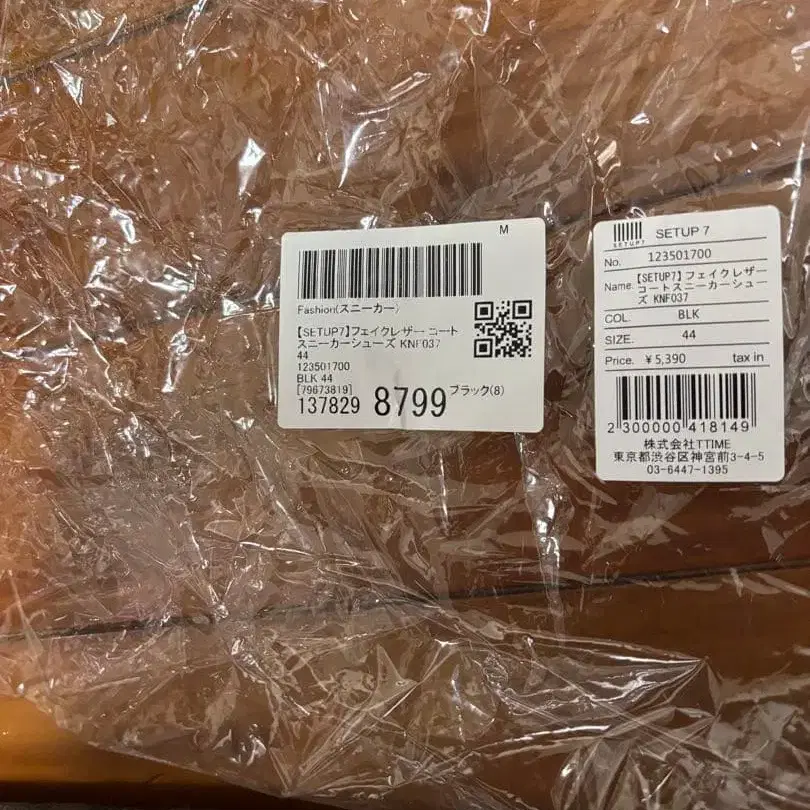 M
Fashion(スニーカー)
【SETUP7】フェイクレザー コート
スニーカーシューズ KNF037
44
123501700
BLK 44
[79673819]
ブラック(8)
137829 8799
SETUP7
SETUP 7
No. 123501700
Name. 【SETUP7】フェイクレザー
コートスニーカーシュー
ズ KNF037
COL. BLK
SIZE. 44
Price. ¥5,390 tax in
2 300000 418149
株式会社TTIME
東京都渋谷区神宮前3-4-5
03-6447-1395